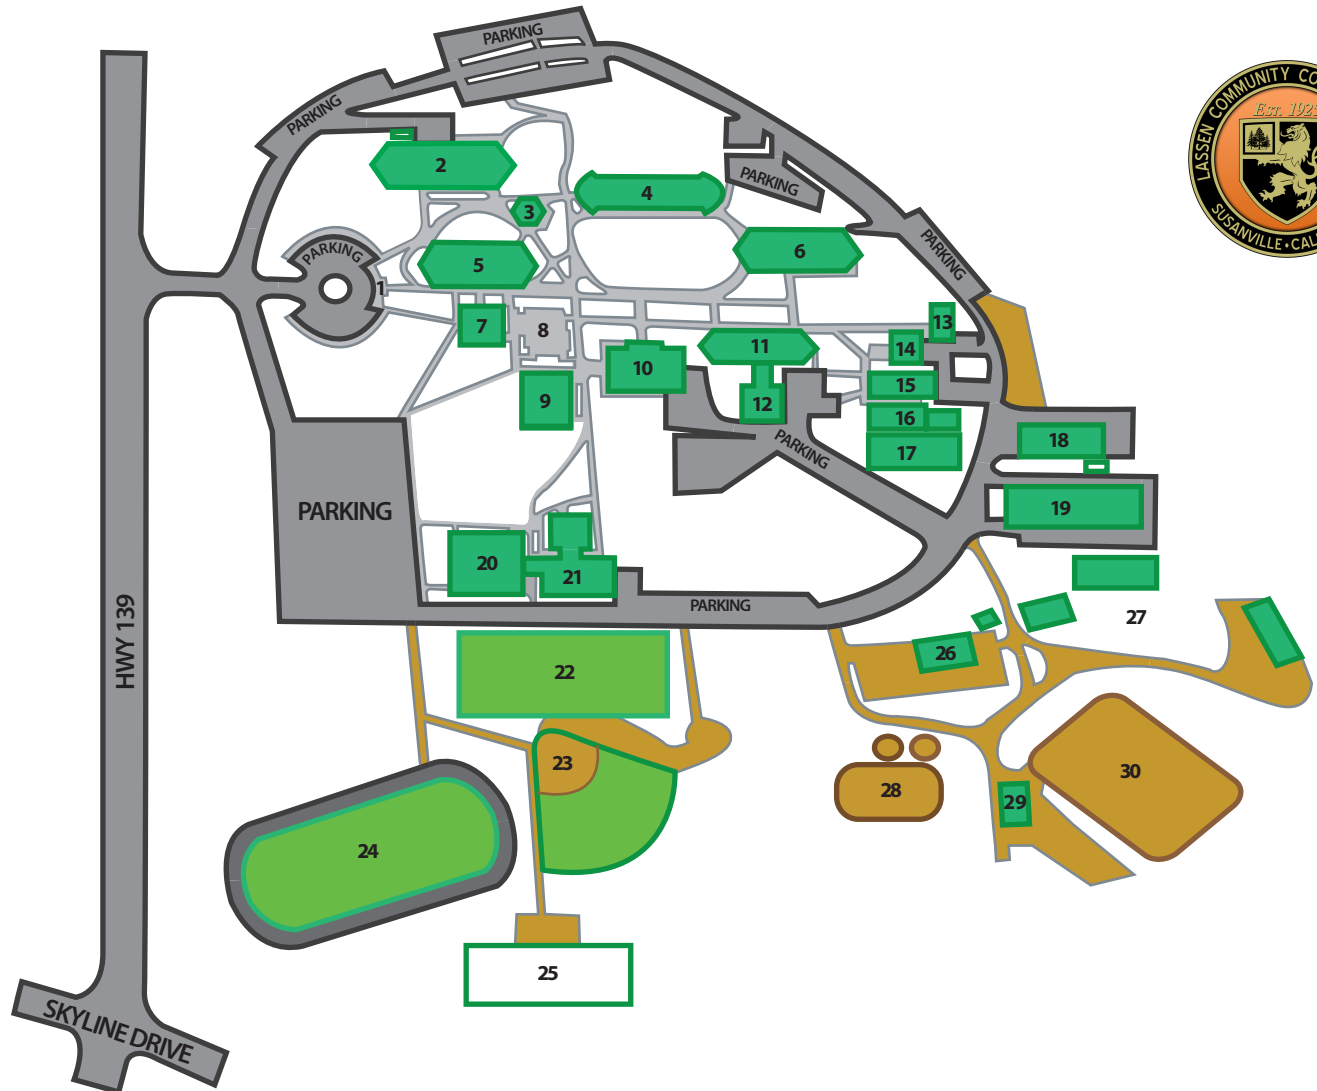 PARKING
PARKING
LASSEN COMMUNITY CO
Est. 192
SUSANVILLE • CAL
2
4
PARKING
3
PARKING
PARKING
5
6
1
7
8
13
14
11
10
15
9
12
16
17
PARKING
18
PARKING
19
20
21
PARKING
27
HWY 139
26
22
23
30
28
29
24
25
SKYLINE DRIVE